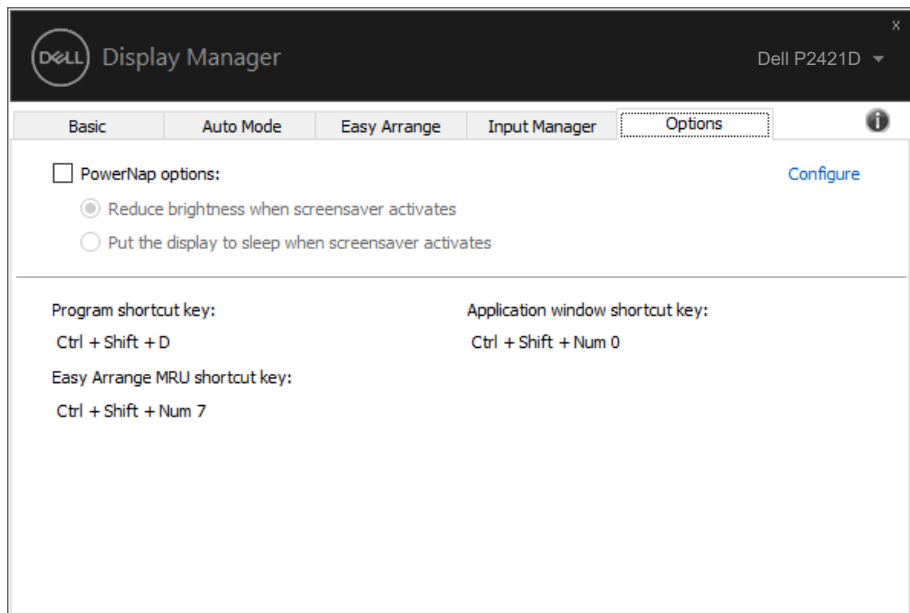 x
DELL Display Manager
Dell P2421D
Basic Auto Mode Easy Arrange Input Manager Options
PowerNap options: Configure
Reduce brightness when screensaver activates
Put the display to sleep when screensaver activates
Program shortcut key: Application window shortcut key:
Ctrl + Shift + D Ctrl + Shift + Num 0
Easy Arrange MRU shortcut key:
Ctrl + Shift + Num 7